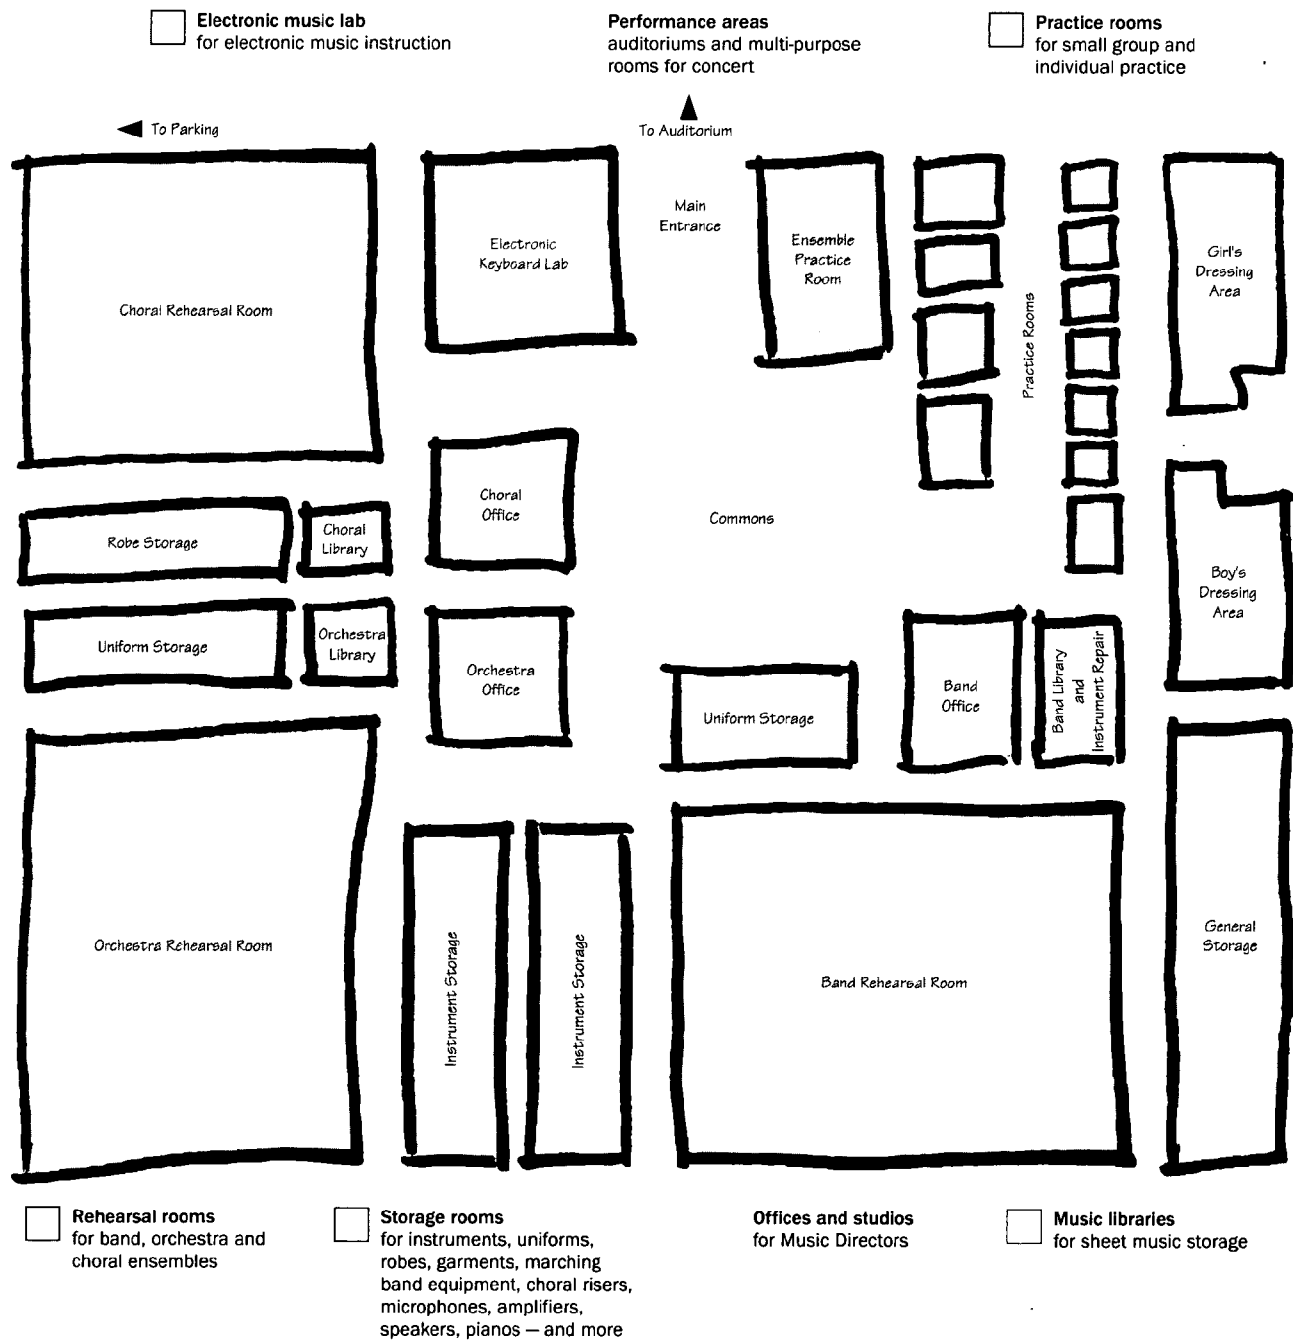 Electronic music lab
for electronic music instruction
Performance areas
auditoriums and multi-purpose
rooms for concert
Practice rooms
for small group and
individual practice
To Parking
To Auditorium
Main
Entrance
Choral Rehearsal Room
Electronic
Keyboard Lab
Ensemble
Practice
Room
Practice Rooms
Girl's
Dressing
Area
Robe Storage
Choral
Library
Choral
Office
Commons
Boy's
Dressing
Area
Uniform Storage
Orchestra
Library
Orchestra
Office
Uniform Storage
Band
Office
Band Library
and
Instrument Repair
Orchestra Rehearsal Room
Instrument Storage
Instrument Storage
Band Rehearsal Room
General
Storage
Rehearsal rooms
for band, orchestra and
choral ensembles
Storage rooms
for instruments, uniforms,
robes, garments, marching
band equipment, choral risers,
microphones, amplifiers,
speakers, pianos — and more
Offices and studios
for Music Directors
Music libraries
for sheet music storage